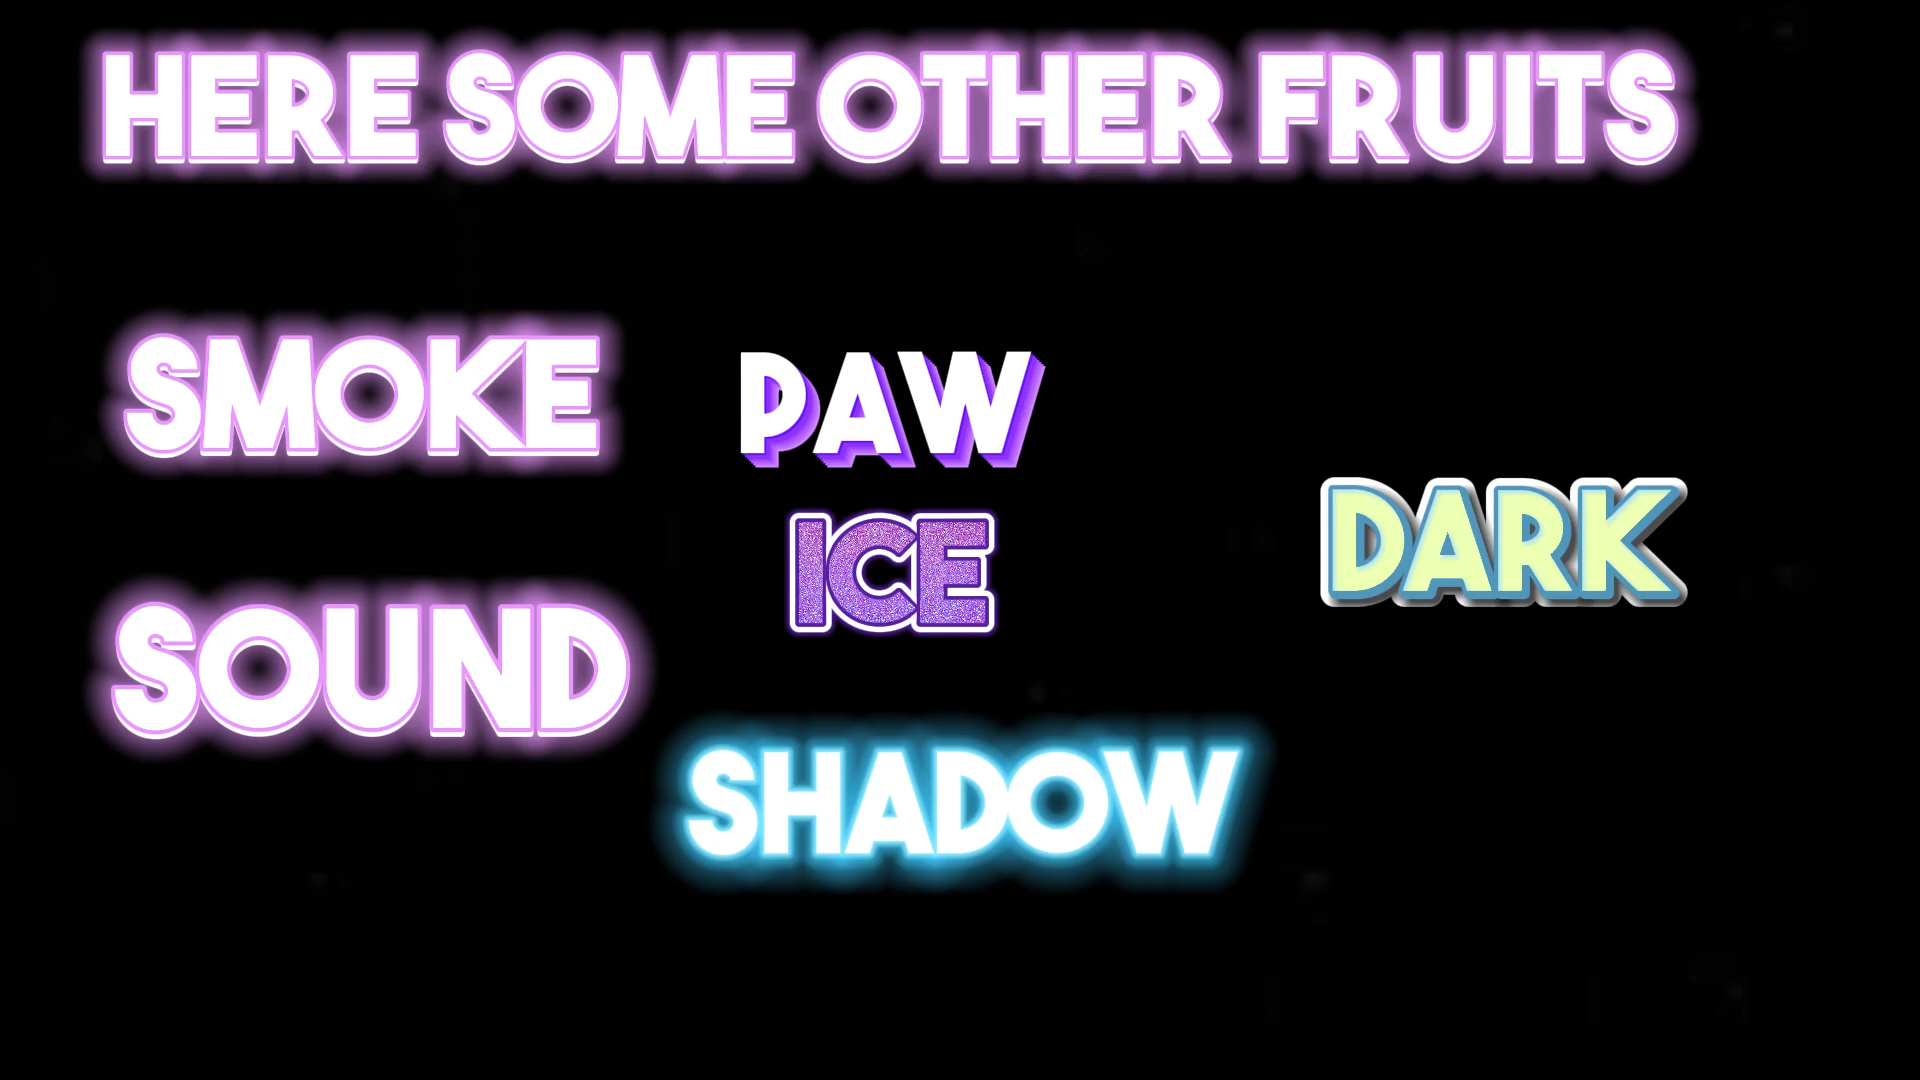 HERE SOME OTHER FRUITS
SMOKE
PAW
ICE
DARK
SOUND
SHADOW